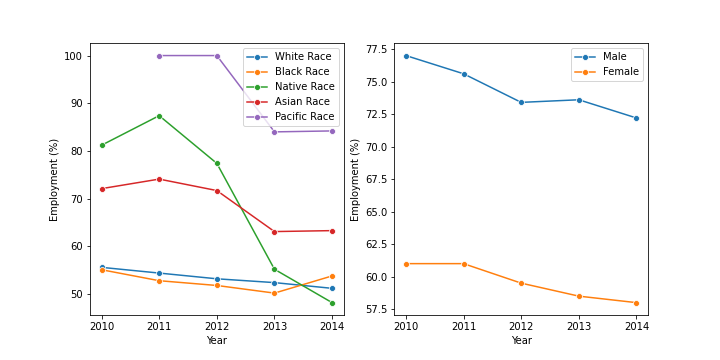 100
90
80
70
60
50
Employment (%)
2010 2011 2012 2013 2014
Year
White Race
Black Race
Native Race
Asian Race
Pacific Race
77.5
75.0
72.5
70.0
67.5
65.0
62.5
60.0
57.5
Employment (%)
2010 2011 2012 2013 2014
Year
Male
Female